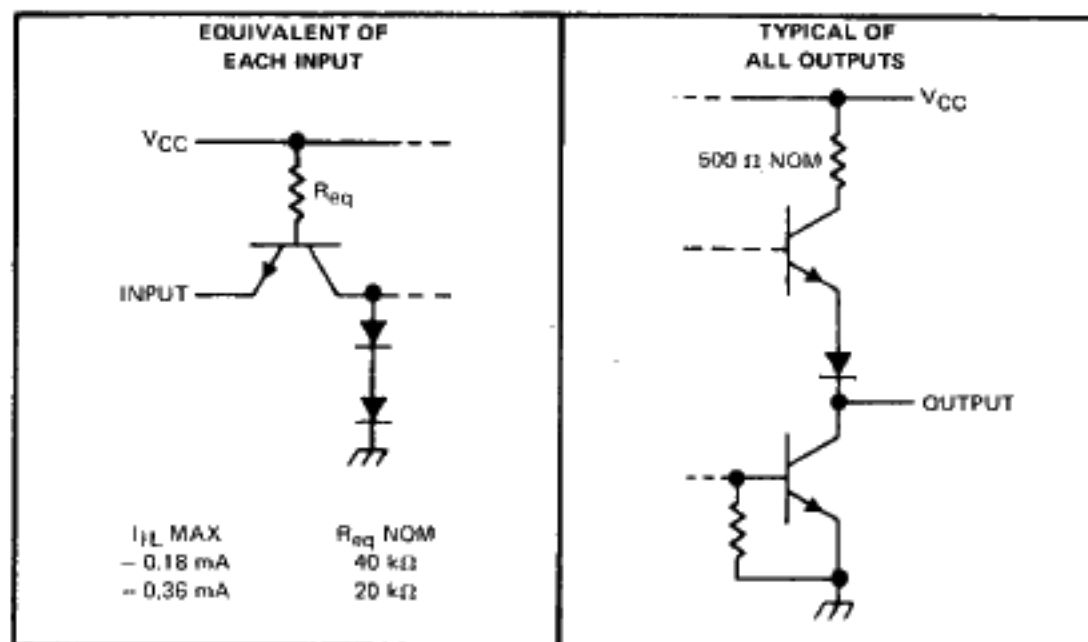 EQUIVALENT OF
EACH INPUT
VCC
Req
INPUT
IIL MAX Req NOM
– 0.18 mA 40 kΩ
– 0.36 mA 20 kΩ
TYPICAL OF
ALL OUTPUTS
VCC
500 Ω NOM
OUTPUT